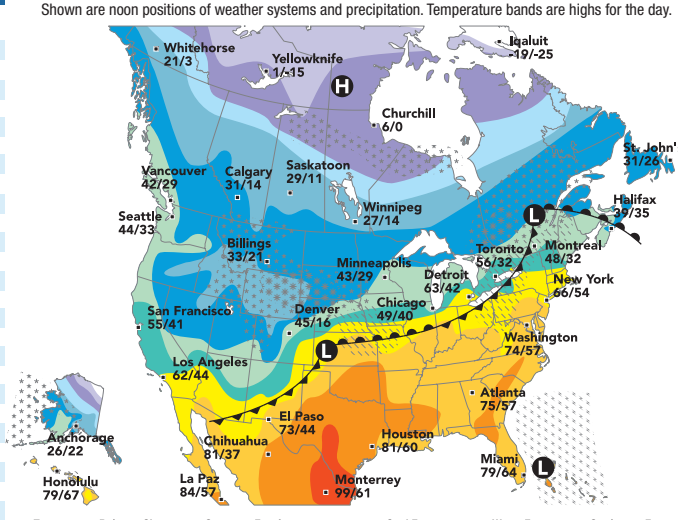 Shown are noon positions of weather systems and precipitation. Temperature bands are highs for the day.
Whitehorse
21/3
Yellowknife
1/-15
Iqaluit
-19/-25
H
Churchill
6/0
St. John'
31/26
Vancouver
42/29
Calgary
31/14
Saskatoon
29/11
Winnipeg
27/14
Halifax
39/35
Seattle
44/33
L
Billings
33/21
Minneapolis
43/29
Toronto
56/32
Montreal
48/32
Detroit
63/42
New York
66/54
Chicago
49/40
San Francisco
55/41
Denver
45/16
Washington
74/57
L
Los Angeles
62/44
Atlanta
75/57
El Paso
73/44
Anchorage
26/22
Chihuahua
81/37
Houston
81/60
Miami
79/64
L
Honolulu
79/67
La Paz
84/57
Monterrey
99/61